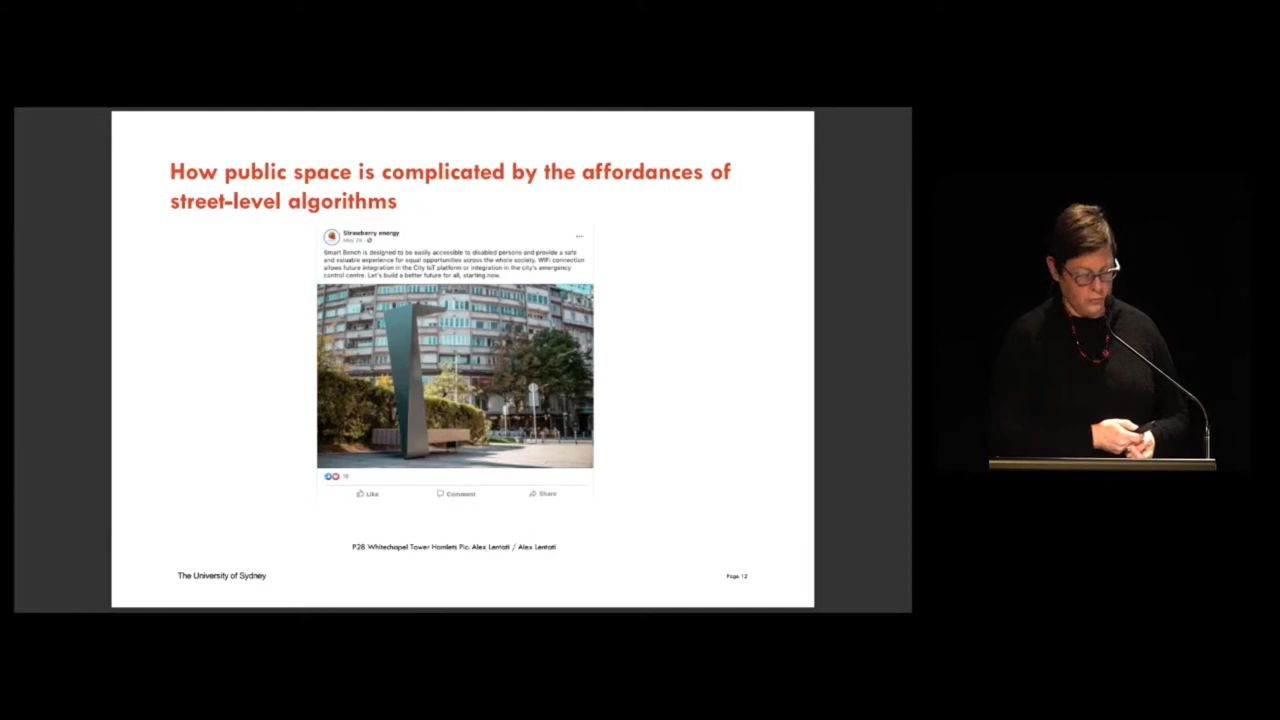 How public space is complicated by the affordances of
street-level algorithms
Strawberry energy
May 24
Smart Bench is designed to be easily accessible to disabled persons and provide a safe
and valuable experience for equal opportunities across the whole society. WiFi connection
allows future integration in the City IoT platform or integration in the city's emergency
control centre. Let's build a better future for all, starting now.
Like Comment Share
P28 Whitechapel Tower Hamlets Pic: Alex Lentati / Alex Lentati
The University of Sydney
Page 12